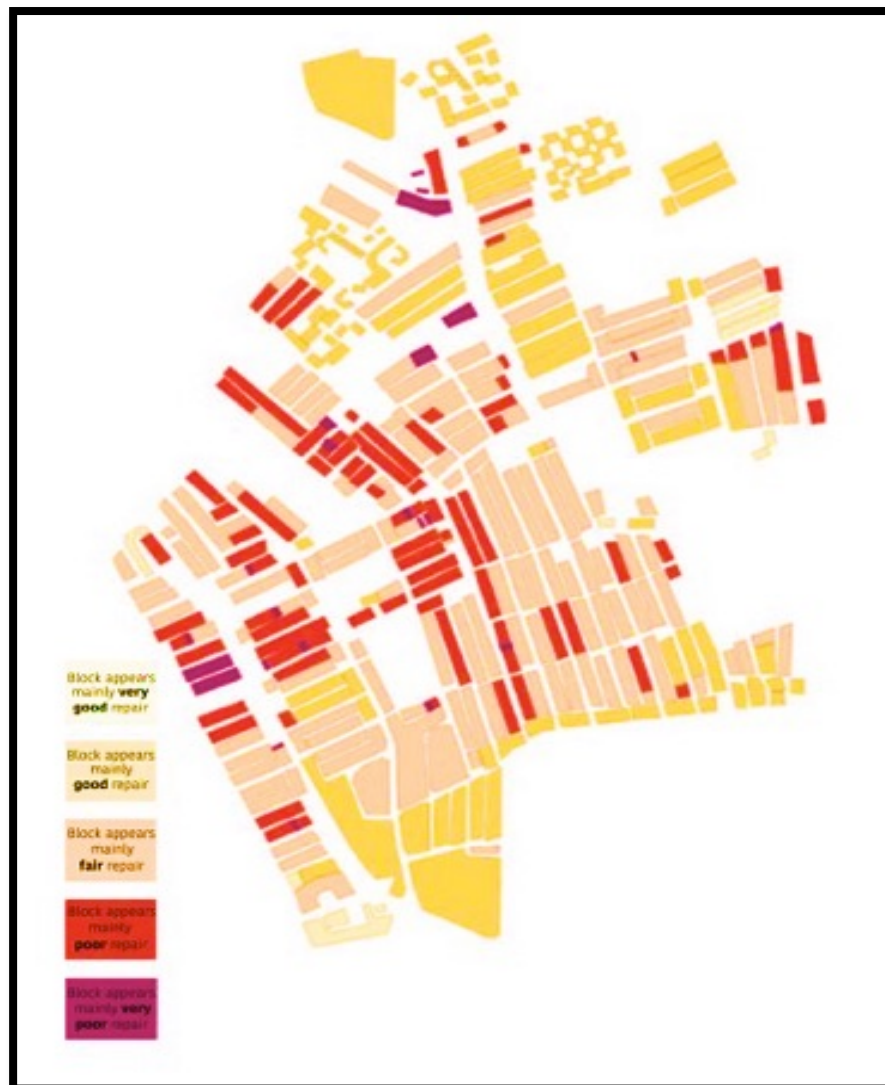 Block appears
mainly very
good repair
Block appears
mainly
good repair
Block appears
mainly
fair repair
Block appears
mainly
poor repair
Block appears
mainly very
poor repair